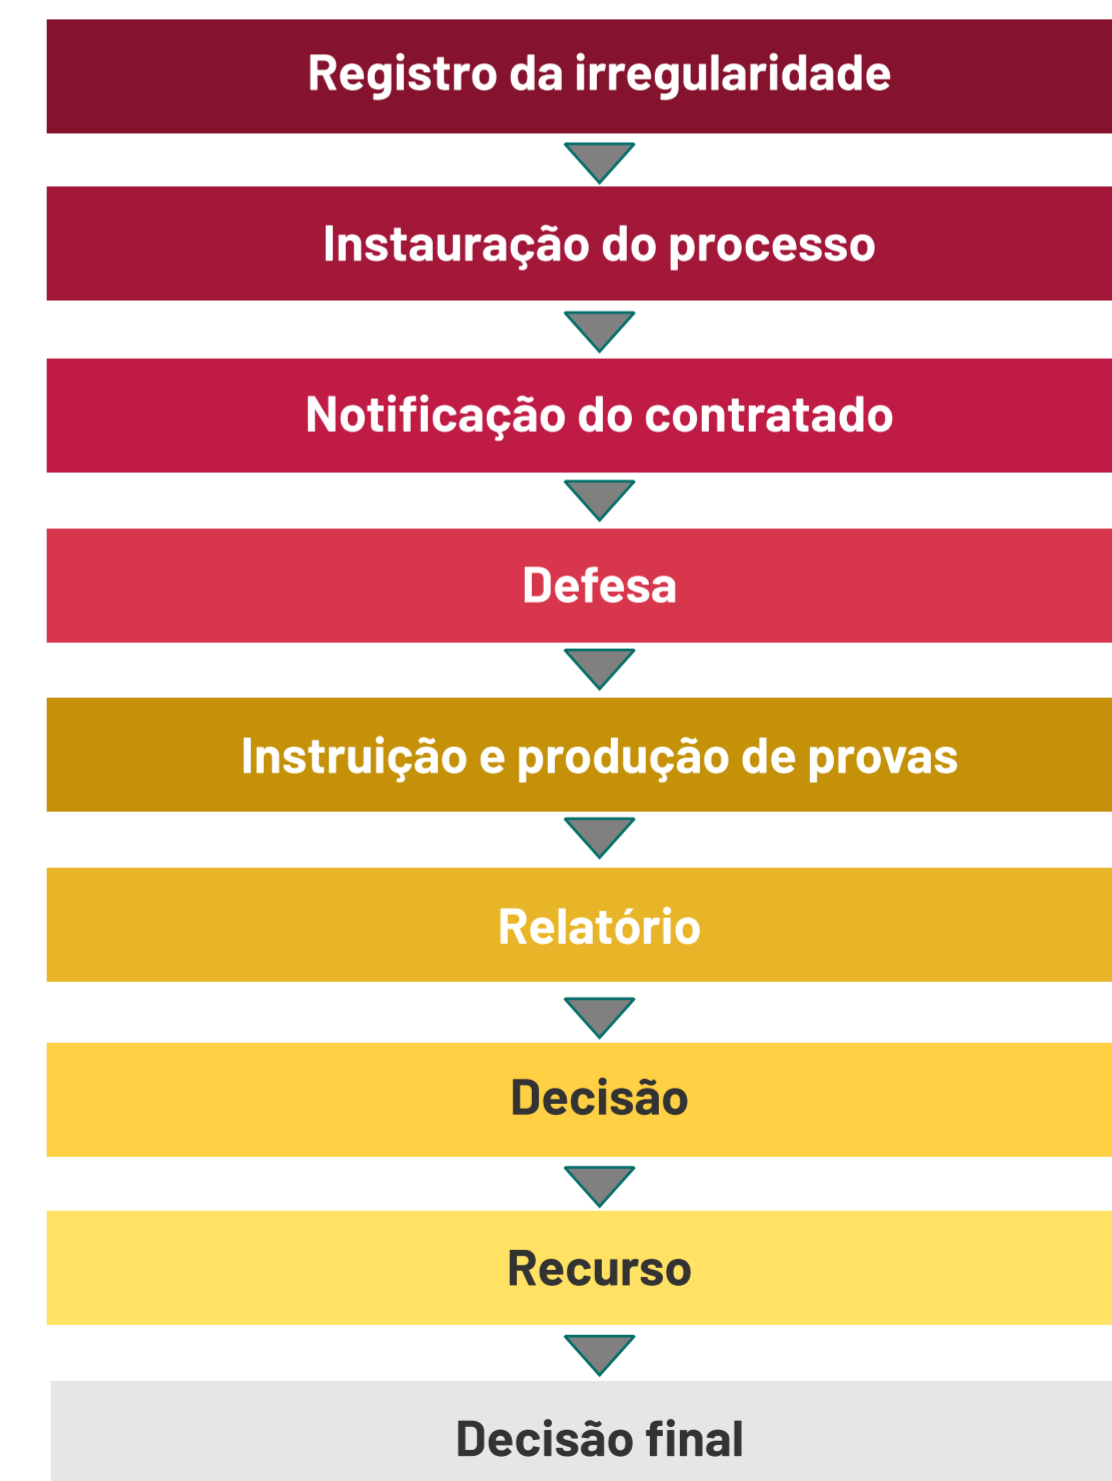 Registro da irregularidade
Instauração do processo
Notificação do contratado
Defesa
Instruição e produção de provas
Relatório
Decisão
Recurso
Decisão final